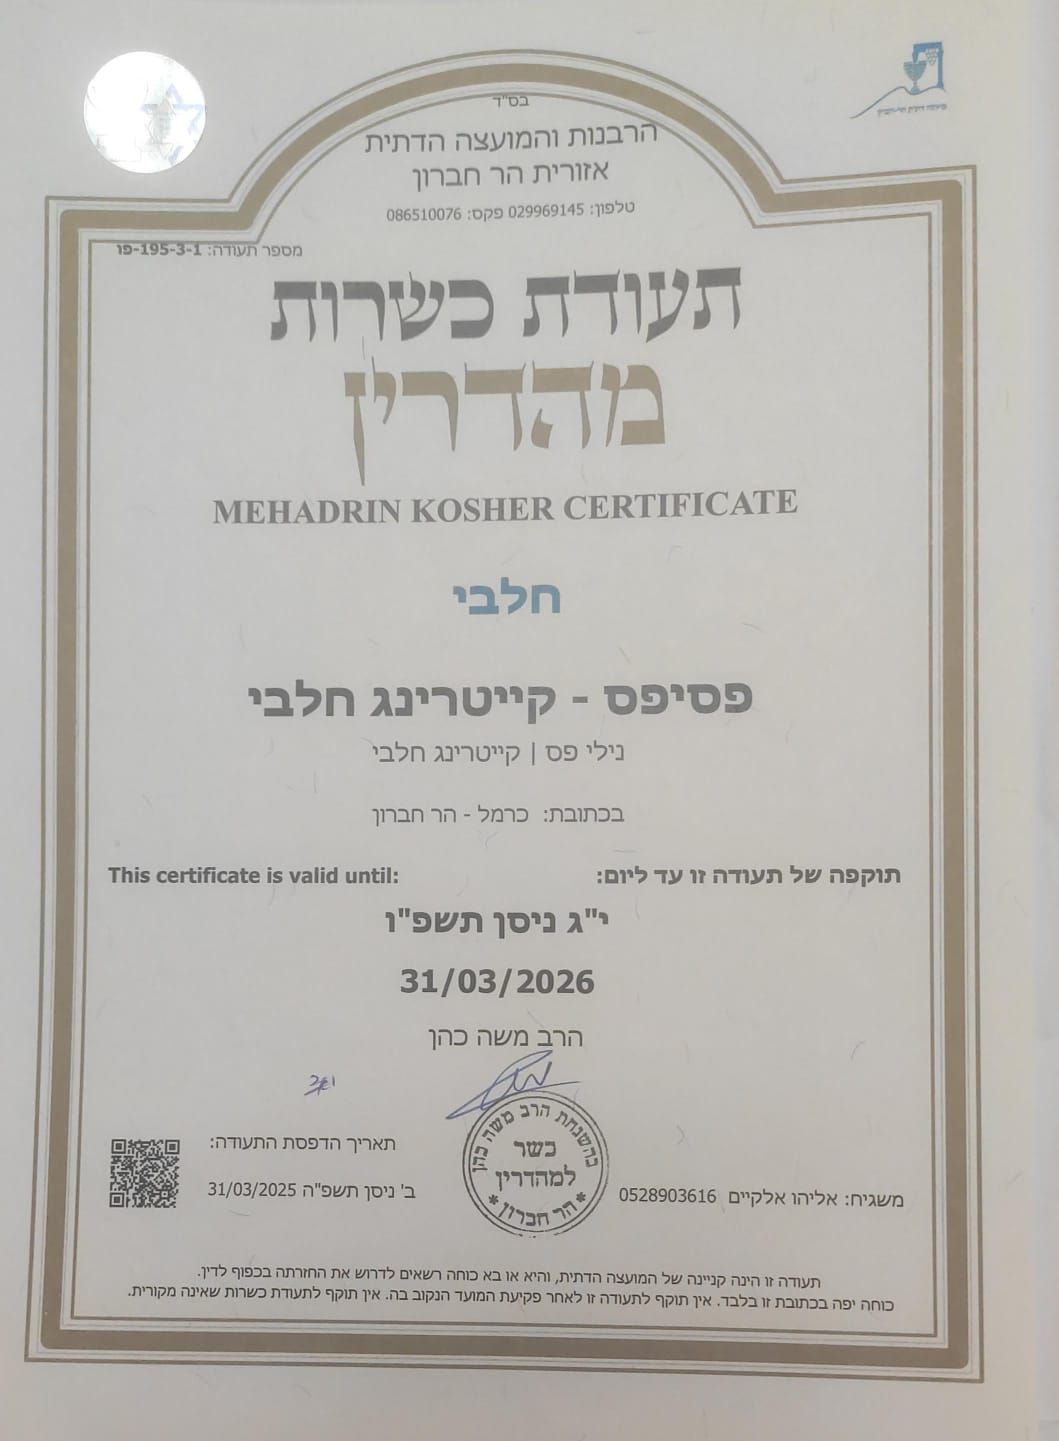 בס"ד
הרבנות והמועצה הדתית
אזורית הר חברון
טלפון: 029969145 פקס: 086510076
מספר תעודה: פו-195-3-1
תעודת כשרות
מהדרין
MEHADRIN KOSHER CERTIFICATE
חלבי
פסיפס - קייטרינג חלבי
נילי פס | קייטרינג חלבי
בכתובת: כרמל - הר חברון
תוקפה של תעודה זו עד ליום:
This certificate is valid until:
י"ג ניסן תשפ"ו
31/03/2026
הרב משה כהן
בהשגחת הרב משה כהן
כשר
למהדרין
* הר חברון *
תאריך הדפסת התעודה:
ב' ניסן תשפ"ה 31/03/2025
משגיח: אליהו אלקיים 0528903616
תעודה זו הינה קניינה של המועצה הדתית, והיא או בא כוחה רשאים לדרוש את החזרתה בכפוף לדין.
כוחה יפה בכתובת זו בלבד. אין תוקף לתעודה זו לאחר פקיעת המועד הנקוב בה. אין תוקף לתעודת כשרות שאינה מקורית.